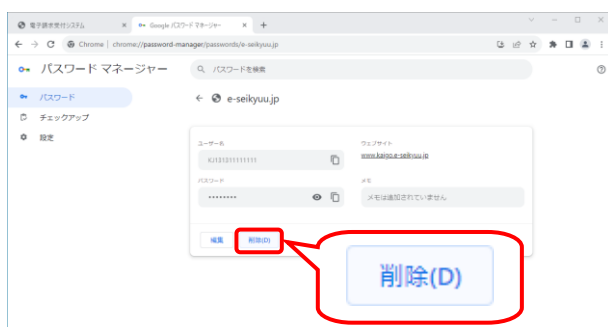 電子請求受付システム
Google パスワード マネージャー
Chrome | chrome://password-manager/passwords/e-seikyuu.jp
パスワード マネージャー
パスワードを検索
パスワード
e-seikyuu.jp
チェックアップ
設定
ユーザー名
ウェブサイト
www.kaigo.e-seikyuu.jp
パスワード
メモ
••••••••
メモは追加されていません
編集
削除(D)
削除(D)